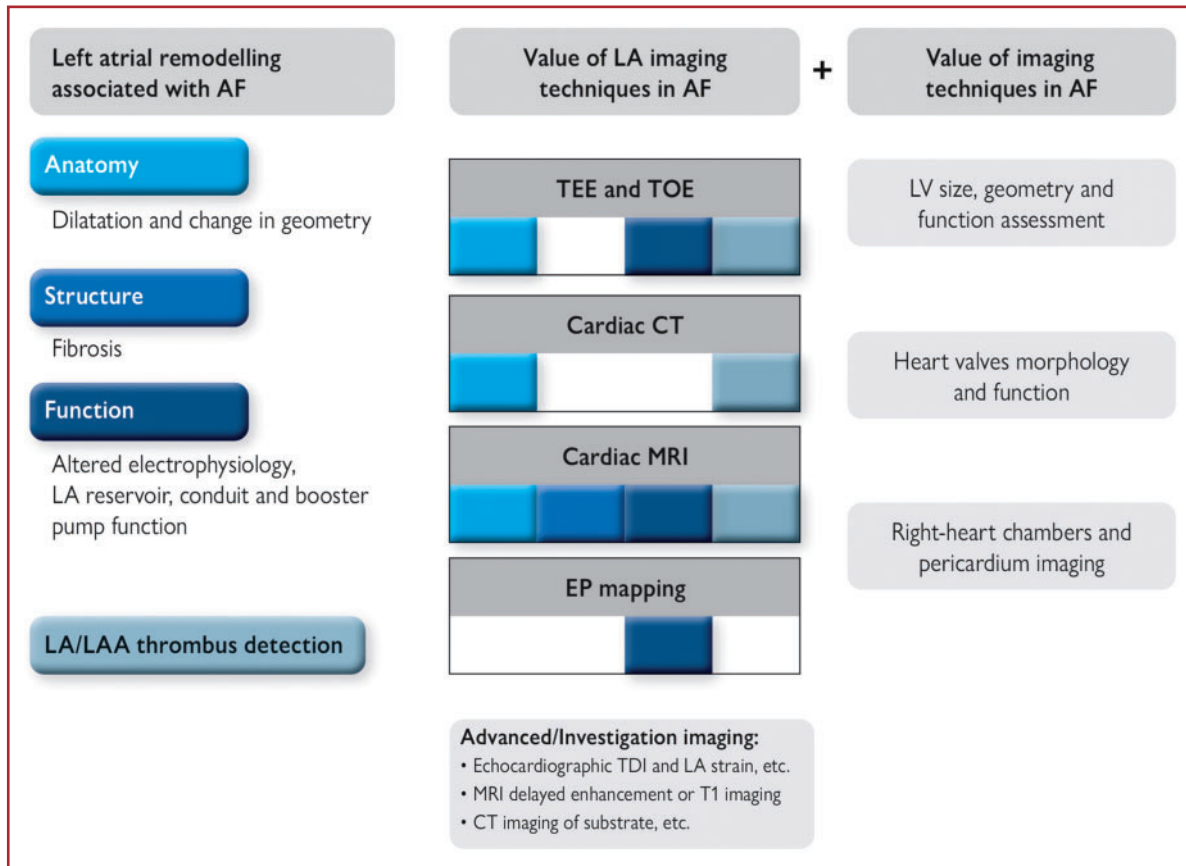 Left atrial remodelling
associated with AF
Anatomy
Dilatation and change in geometry
Structure
Fibrosis
Function
Altered electrophysiology,
LA reservoir, conduit and booster
pump function
LA/LAA thrombus detection
Value of LA imaging
techniques in AF
TEE and TOE
Cardiac CT
Cardiac MRI
EP mapping
Advanced/Investigation imaging:
• Echocardiographic TDI and LA strain, etc.
• MRI delayed enhancement or T1 imaging
• CT imaging of substrate, etc.
+
Value of imaging
techniques in AF
LV size, geometry and
function assessment
Heart valves morphology
and function
Right-heart chambers and
pericardium imaging